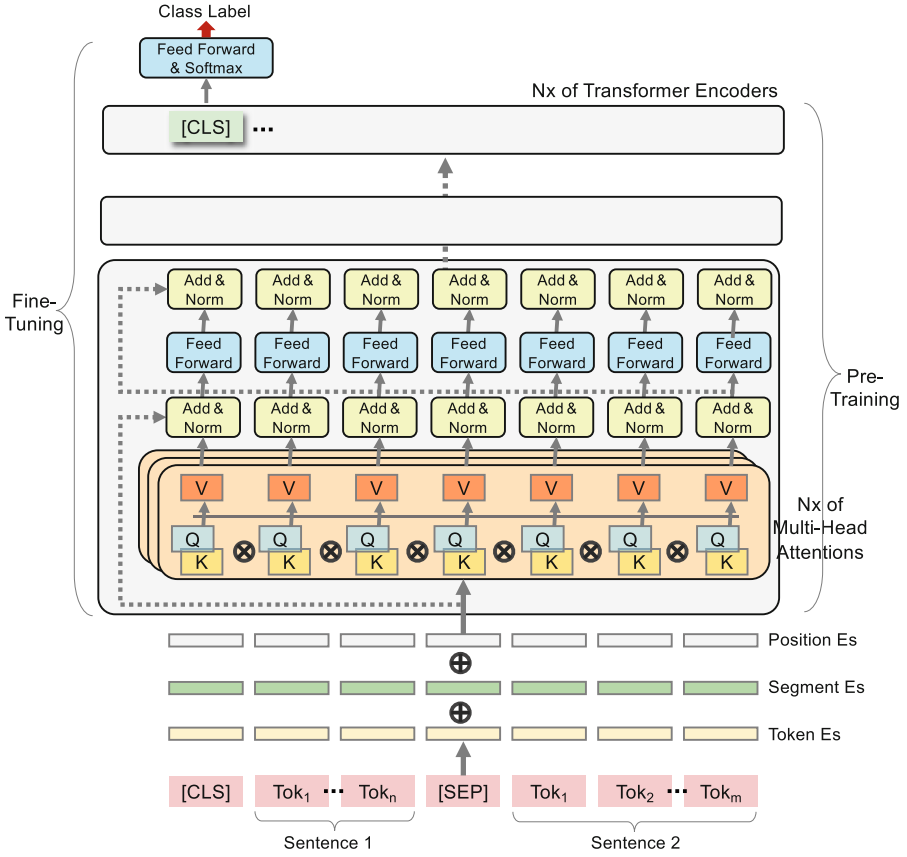 Class Label
Feed Forward
& Softmax
Nx of Transformer Encoders
[CLS] ...
Add & Norm Add & Norm Add & Norm Add & Norm Add & Norm Add & Norm Add & Norm
Fine-
Tuning
Feed Forward Feed Forward Feed Forward Feed Forward Feed Forward Feed Forward Feed Forward
Pre-
Training
Add & Norm Add & Norm Add & Norm Add & Norm Add & Norm Add & Norm Add & Norm
V V V V V V V
Nx of
Multi-Head
Attentions
Q Q Q Q Q Q Q
K K K K K K K
Position Es
Segment Es
Token Es
[CLS] Tok1 ... Tokn [SEP] Tok1 Tok2 ... Tokm
Sentence 1 Sentence 2